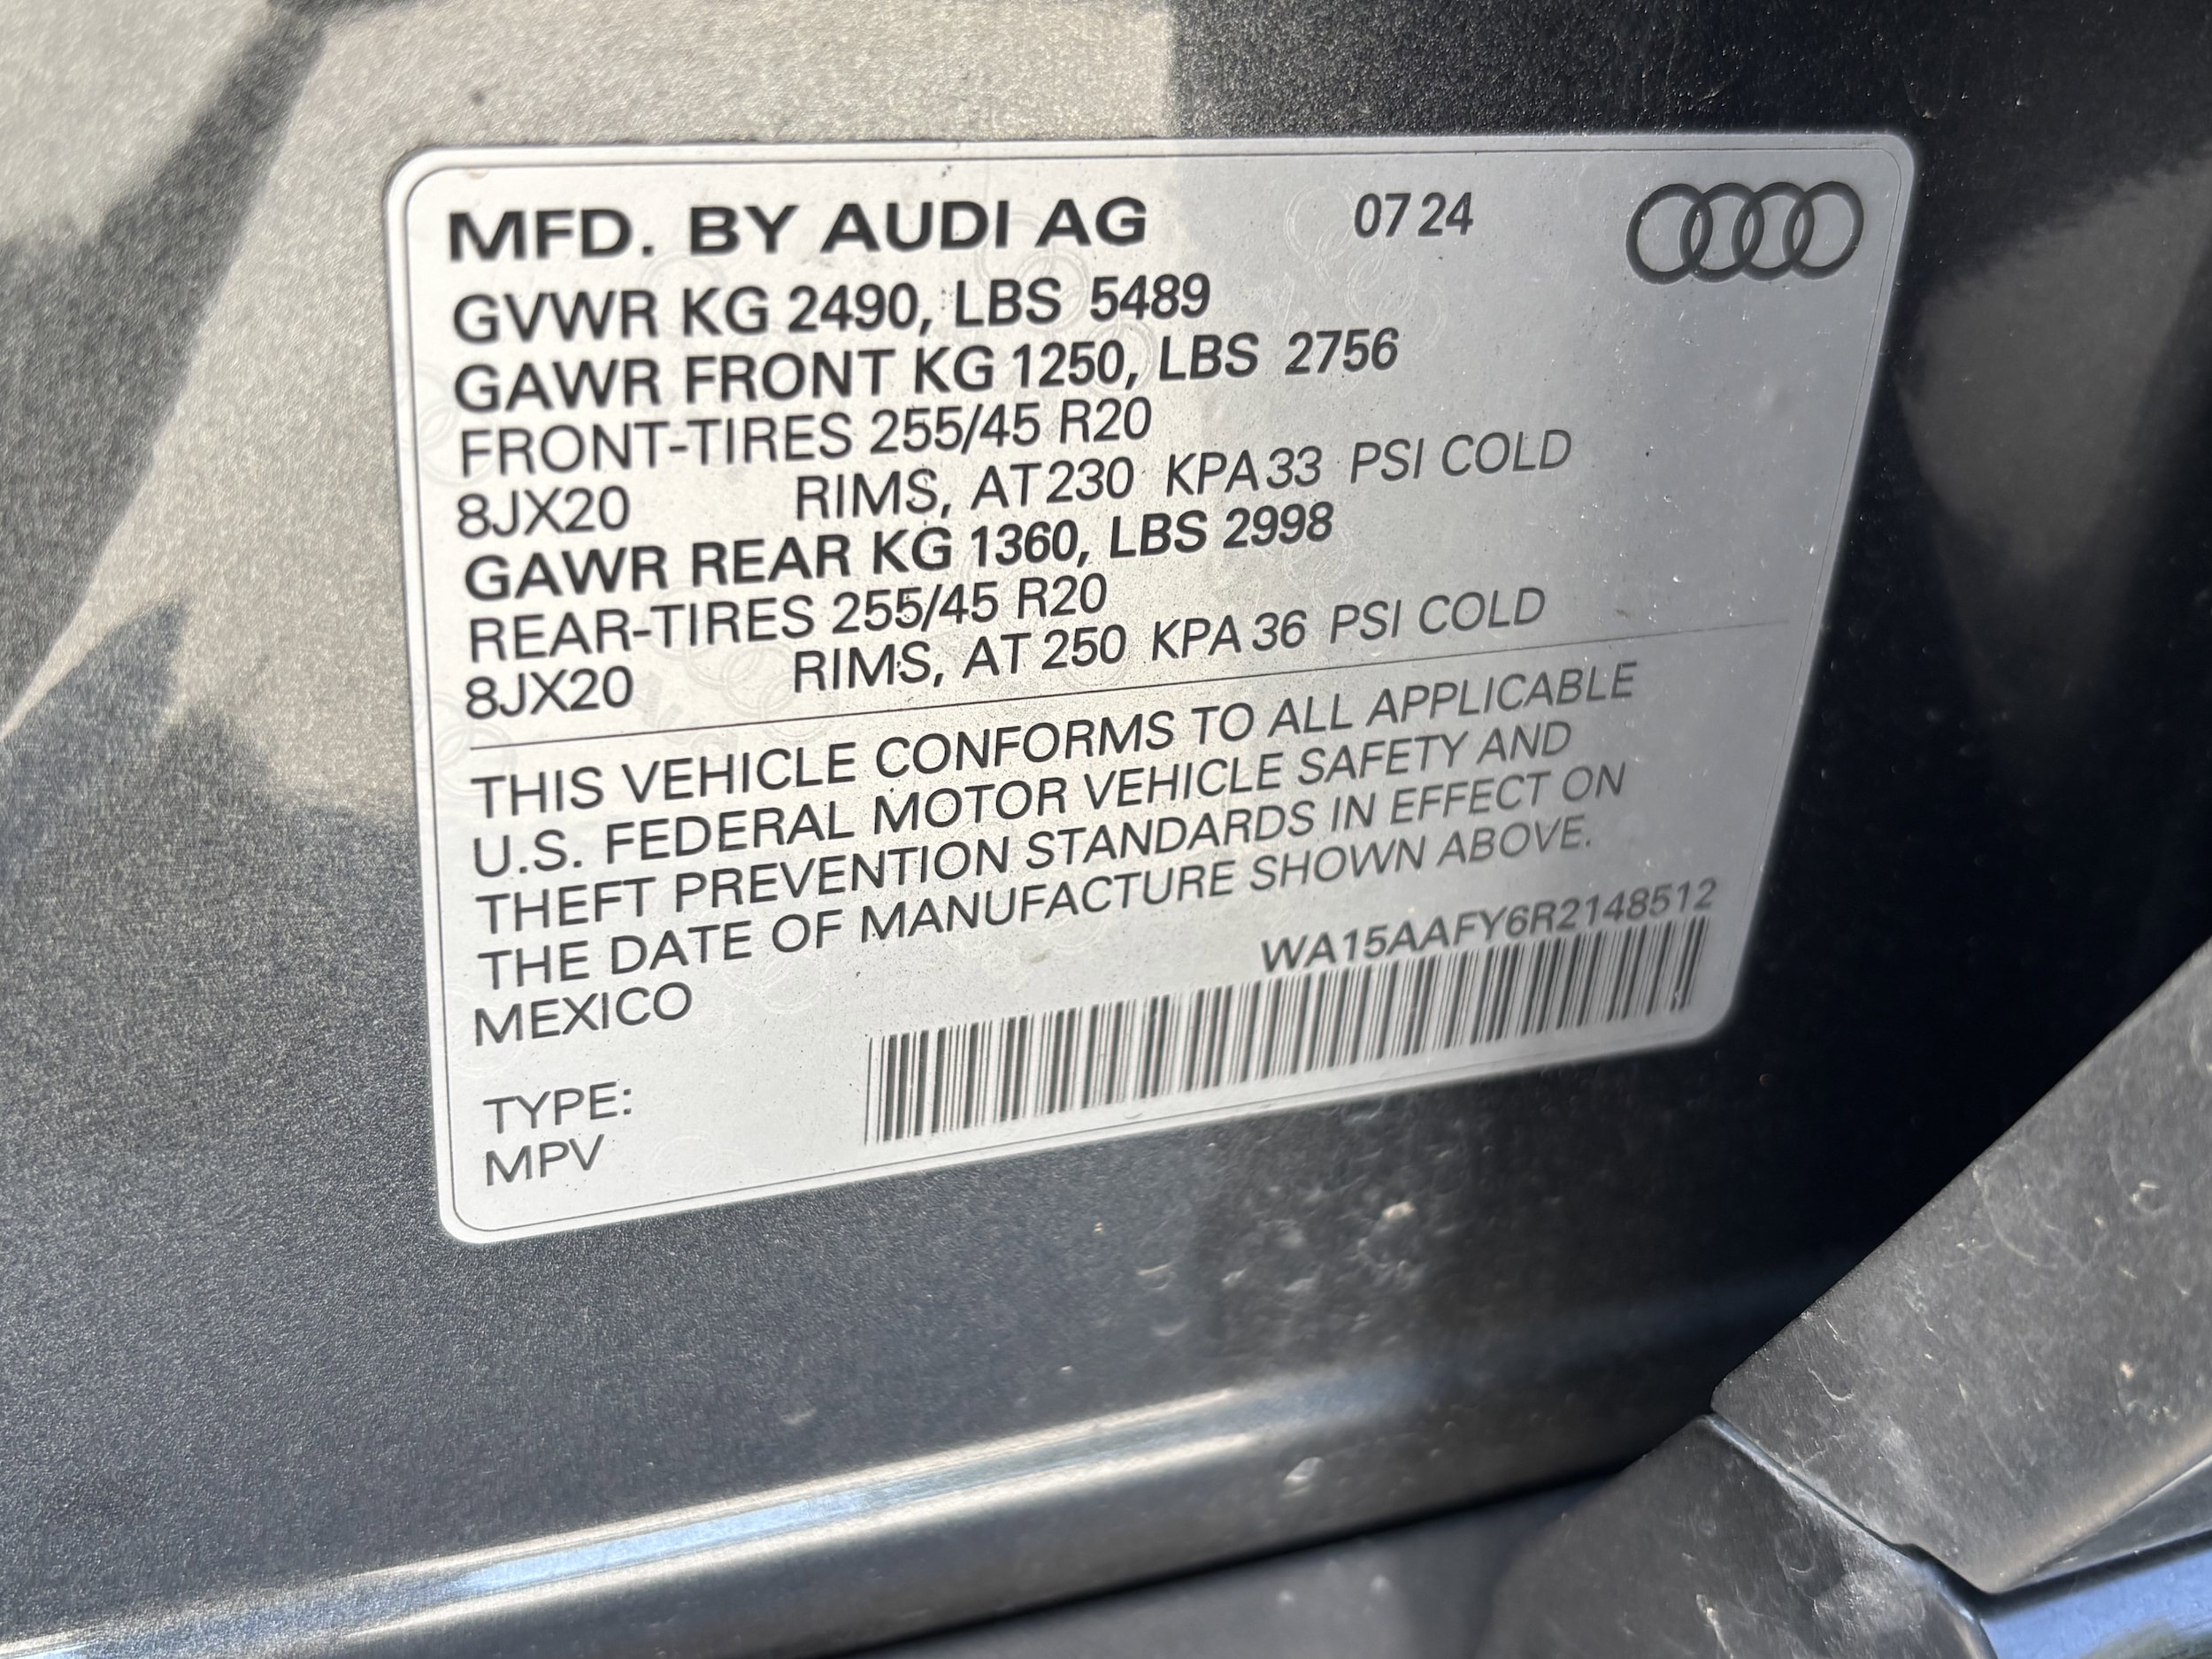 MFD. BY AUDI AG 07 24
GVWR KG 2490, LBS 5489
GAWR FRONT KG 1250, LBS 2756
FRONT-TIRES 255/45 R20
8JX20 RIMS, AT 230 KPA 33 PSI COLD
GAWR REAR KG 1360, LBS 2998
REAR-TIRES 255/45 R20
8JX20 RIMS, AT 250 KPA 36 PSI COLD
THIS VEHICLE CONFORMS TO ALL APPLICABLE
U.S. FEDERAL MOTOR VEHICLE SAFETY AND
THEFT PREVENTION STANDARDS IN EFFECT ON
THE DATE OF MANUFACTURE SHOWN ABOVE.
WA15AAFY6R2148512
MEXICO
TYPE:
MPV